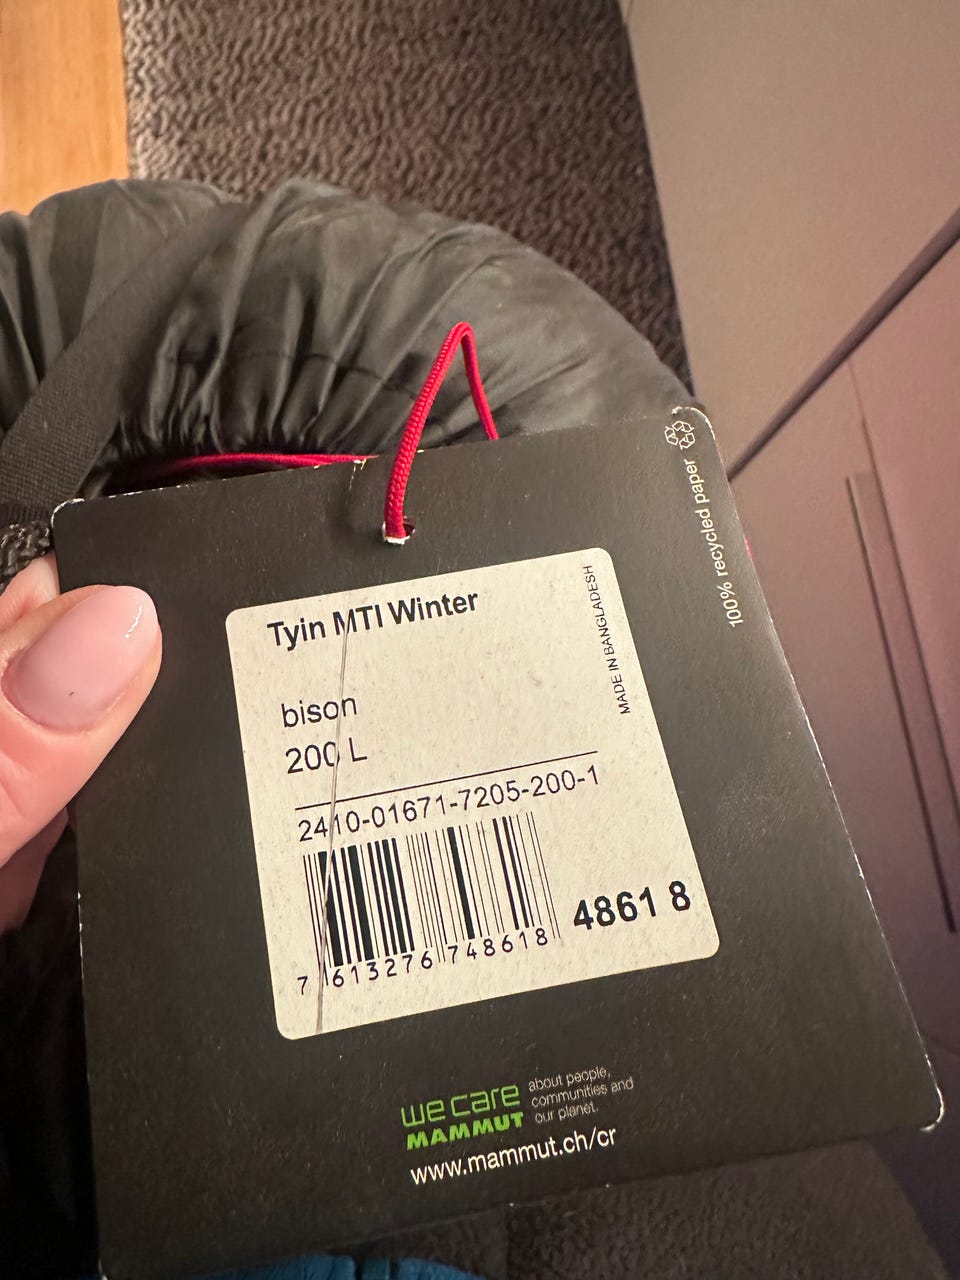 100% recycled paper
Tyin MTI Winter
MADE IN BANGLADESH
bison
200 L
2410-01671-7205-200-1
4861 8
7 613276 748618
we care
MAMMUT
about people,
communities and
our planet.
www.mammut.ch/cr